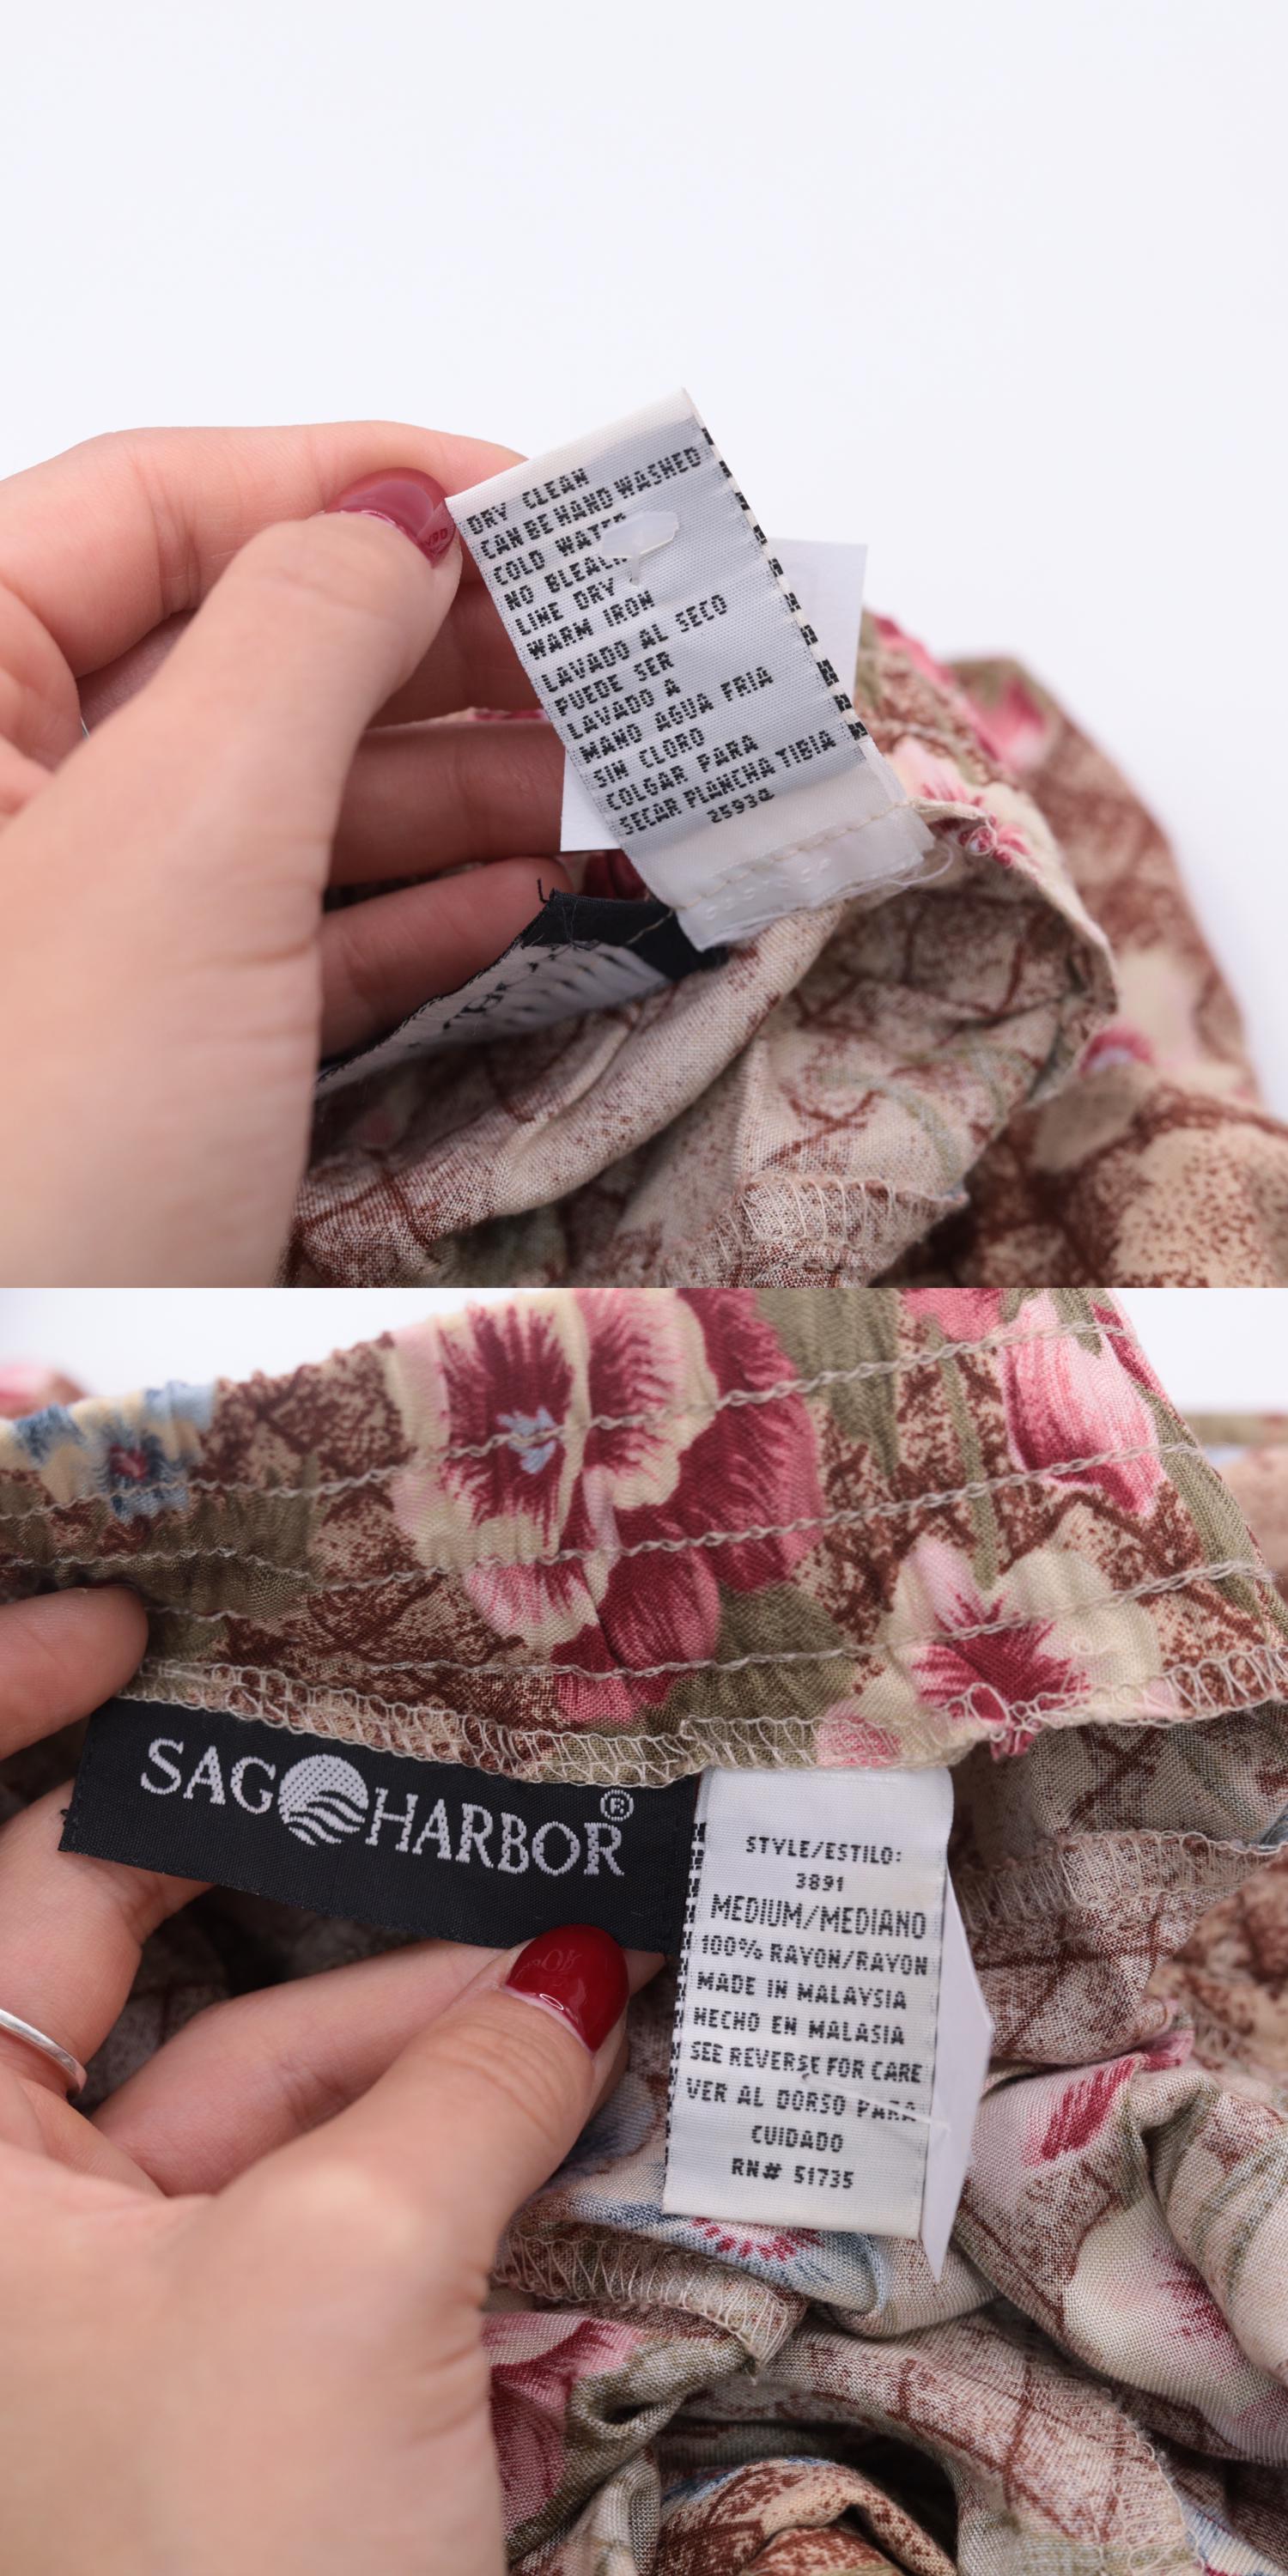 DRY CLEAN
CAN BE HAND WASHED
COLD WATER
NO BLEACH
LINE DRY
WARM IRON
LAVADO AL SECO
PUEDE SER
LAVADO A
MANO AGUA FRIA
SIN CLORO
COLGAR PARA
SECAR PLANCHA TIBIA
2593Q
SAG HARBOR®
STYLE/ESTILO:
3891
MEDIUM/MEDIANO
100% RAYON/RAYON
MADE IN MALAYSIA
HECHO EN MALASIA
SEE REVERSE FOR CARE
VER AL DORSO PARA
CUIDADO
RN# 51735